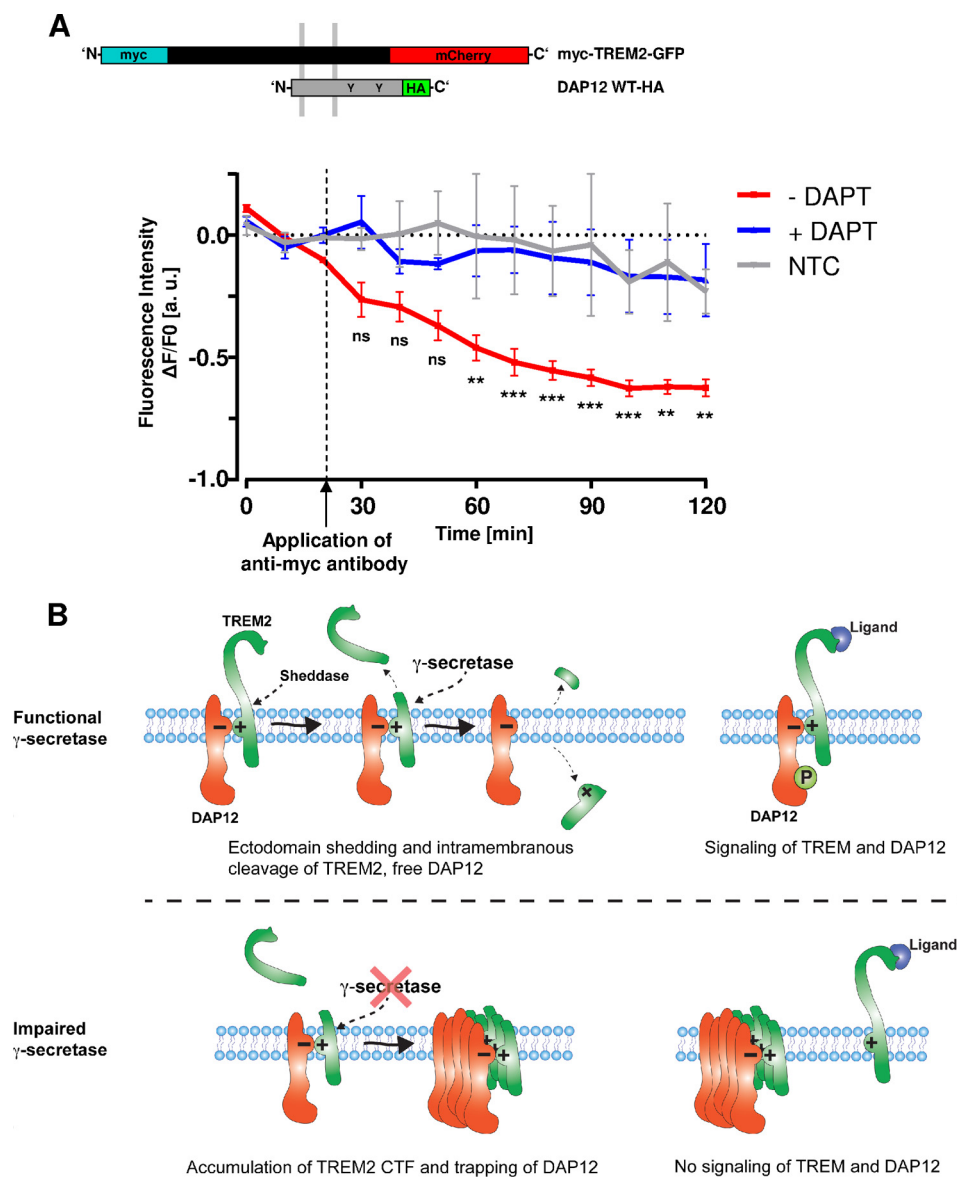 A
'N- myc mCherry -C' myc-TREM2-GFP
'N- Y Y HA -C' DAP12 WT-HA
Fluorescence Intensity
ΔF/F0 [a. u.]
0.0
-0.5
-1.0
- DAPT
+ DAPT
NTC
ns ns ns ** *** *** *** *** ** **
0 30 60 90 120
Time [min]
Application of
anti-myc antibody
B
TREM2
Sheddase
γ-secretase
Ligand
Functional
γ-secretase
- + - + - - +
P
×
DAP12
DAP12
Ectodomain shedding and intramembranous
cleavage of TREM2, free DAP12
Signaling of TREM and DAP12
γ-secretase
Ligand
Impaired
γ-secretase
- + - + + + - + + + +
Accumulation of TREM2 CTF and trapping of DAP12
No signaling of TREM and DAP12